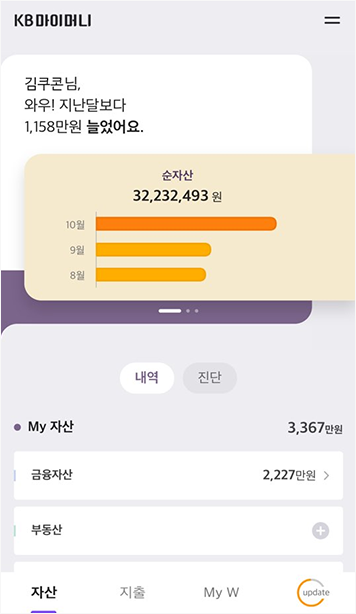 KB마이머니
김쿠콘님,
와우! 지난달보다
1,158만원 늘었어요.
순자산
32,232,493 원
10월
9월
8월
내역
진단
My 자산
3,367만원
금융자산
2,227만원 >
부동산
+
자산
지출
My W
update